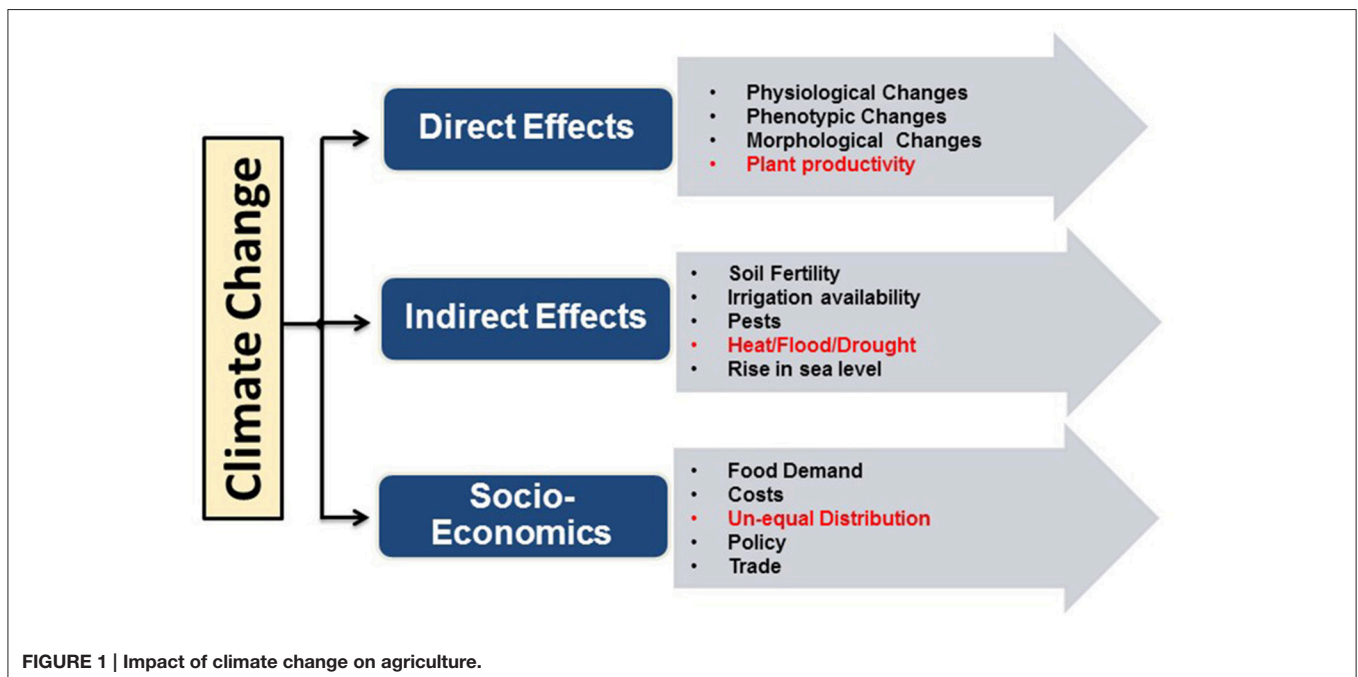 Climate Change
Direct Effects
• Physiological Changes
• Phenotypic Changes
• Morphological Changes
• Plant productivity
Indirect Effects
• Soil Fertility
• Irrigation availability
• Pests
• Heat/Flood/Drought
• Rise in sea level
Socio-
Economics
• Food Demand
• Costs
• Un-equal Distribution
• Policy
• Trade
FIGURE 1 | Impact of climate change on agriculture.